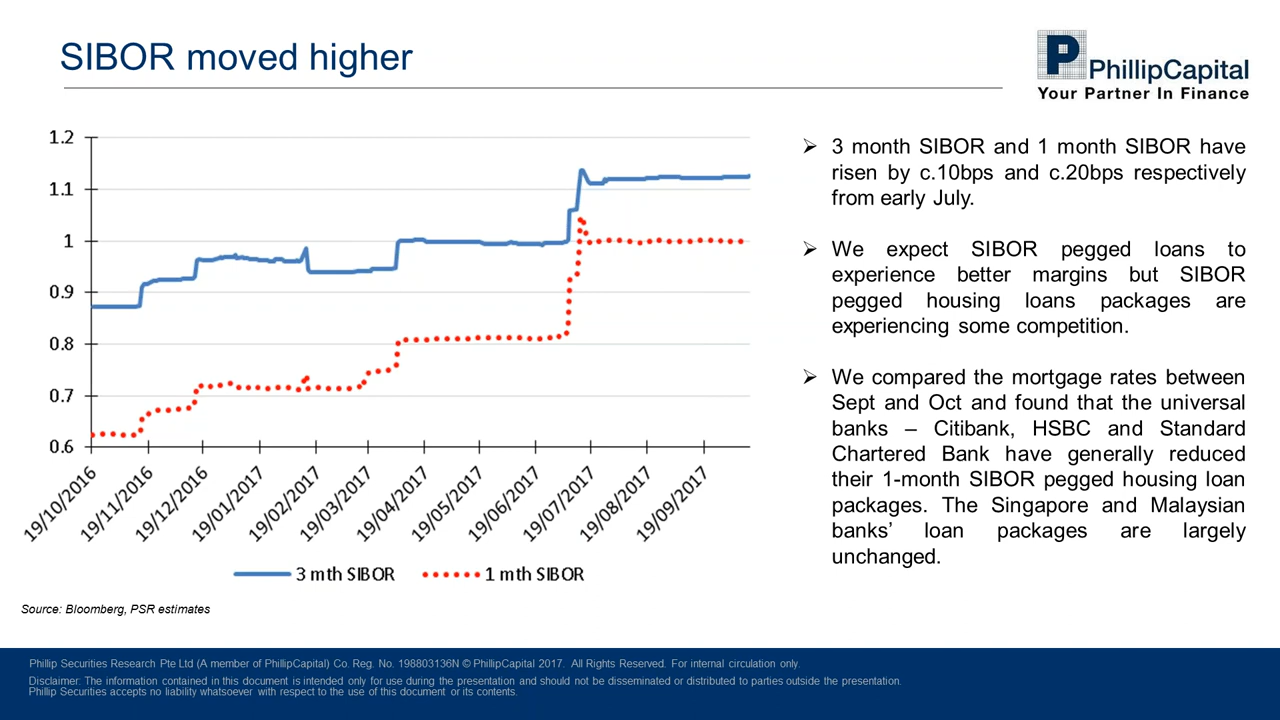 SIBOR moved higher
P
PhillipCapital
Your Partner In Finance
1.2
1.1
1
0.9
0.8
0.7
0.6
19/10/2016
19/11/2016
19/12/2016
19/01/2017
19/02/2017
19/03/2017
19/04/2017
19/05/2017
19/06/2017
19/07/2017
19/08/2017
19/09/2017
3 mth SIBOR
1 mth SIBOR
3 month SIBOR and 1 month SIBOR have
risen by c.10bps and c.20bps respectively
from early July.
We expect SIBOR pegged loans to
experience better margins but SIBOR
pegged housing loans packages are
experiencing some competition.
We compared the mortgage rates between
Sept and Oct and found that the universal
banks – Citibank, HSBC and Standard
Chartered Bank have generally reduced
their 1-month SIBOR pegged housing loan
packages. The Singapore and Malaysian
banks’ loan packages are largely
unchanged.
Source: Bloomberg, PSR estimates
Phillip Securities Research Pte Ltd (A member of PhillipCapital) Co. Reg. No. 198803136N © PhillipCapital 2017. All Rights Reserved. For internal circulation only.
Disclaimer: The information contained in this document is intended only for use during the presentation and should not be disseminated or distributed to parties outside the presentation.
Phillip Securities accepts no liability whatsoever with respect to the use of this document or its contents.